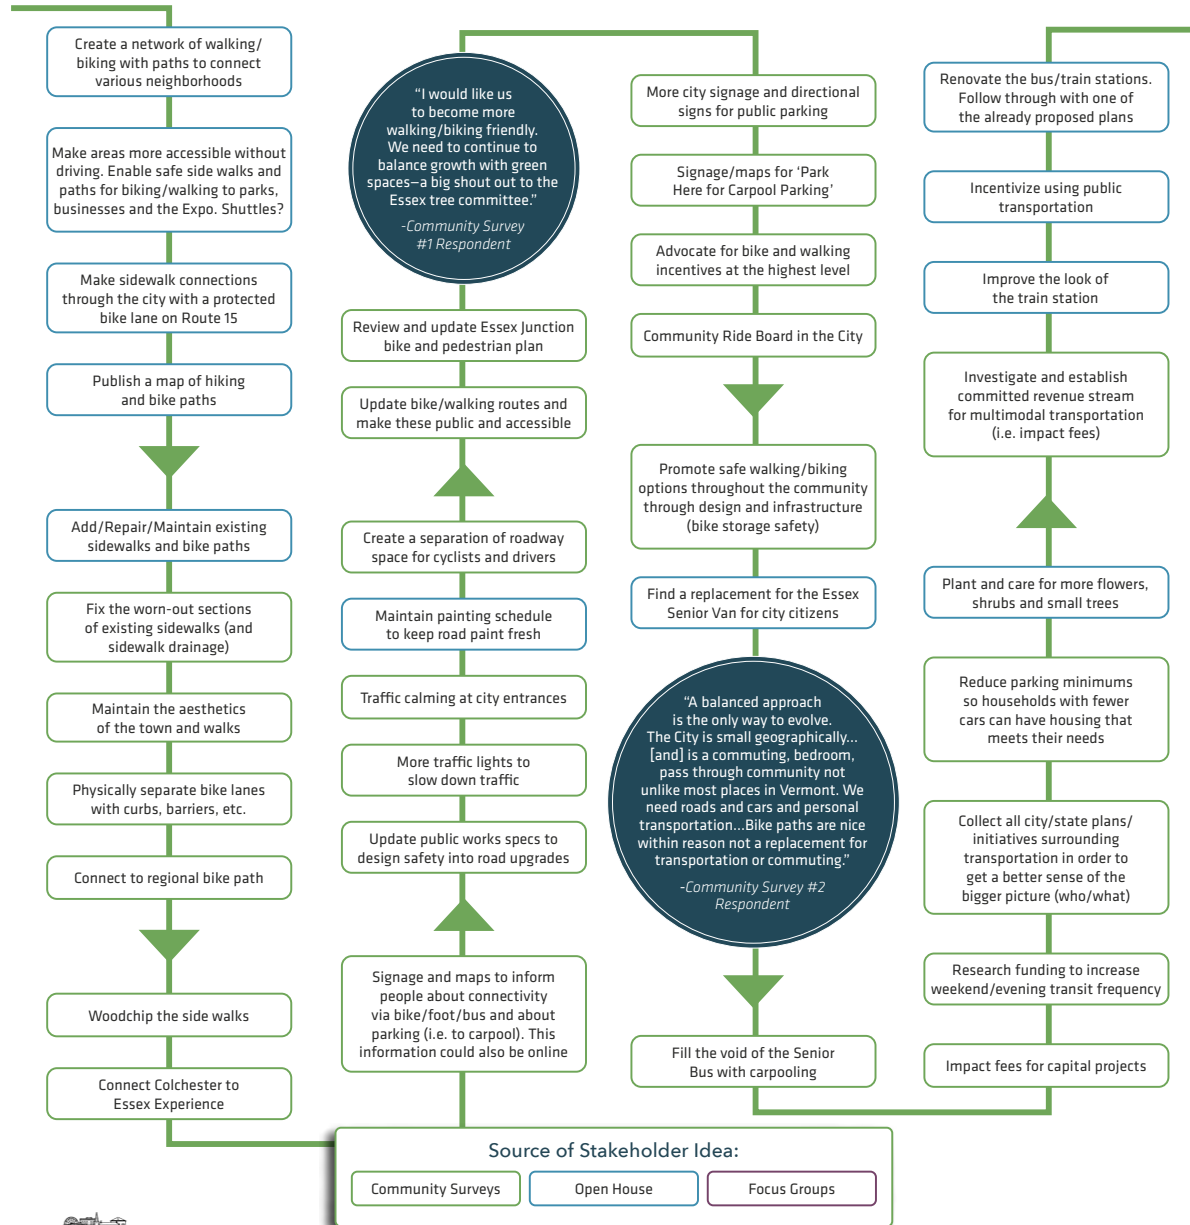 Create a network of walking/
biking with paths to connect
various neighborhoods
Make areas more accessible without
driving. Enable safe side walks and
paths for biking/walking to parks,
businesses and the Expo. Shuttles?
Make sidewalk connections
through the city with a protected
bike lane on Route 15
Publish a map of hiking
and bike paths
Add/Repair/Maintain existing
sidewalks and bike paths
Fix the worn-out sections
of existing sidewalks (and
sidewalk drainage)
Maintain the aesthetics
of the town and walks
Physically separate bike lanes
with curbs, barriers, etc.
Connect to regional bike path
Woodchip the side walks
Connect Colchester to
Essex Experience
“I would like us
to become more
walking/biking friendly.
We need to continue to
balance growth with green
spaces—a big shout out to the
Essex tree committee.”
-Community Survey
#1 Respondent
Review and update Essex Junction
bike and pedestrian plan
Update bike/walking routes and
make these public and accessible
Create a separation of roadway
space for cyclists and drivers
Maintain painting schedule
to keep road paint fresh
Traffic calming at city entrances
More traffic lights to
slow down traffic
Update public works specs to
design safety into road upgrades
Signage and maps to inform
people about connectivity
via bike/foot/bus and about
parking (i.e. to carpool). This
information could also be online
More city signage and directional
signs for public parking
Signage/maps for ‘Park
Here for Carpool Parking’
Advocate for bike and walking
incentives at the highest level
Community Ride Board in the City
Promote safe walking/biking
options throughout the community
through design and infrastructure
(bike storage safety)
Find a replacement for the Essex
Senior Van for city citizens
“A balanced approach
is the only way to evolve.
The City is small geographically...
[and] is a commuting, bedroom,
pass through community not
unlike most places in Vermont. We
need roads and cars and personal
transportation...Bike paths are nice
within reason not a replacement for
transportation or commuting.”
-Community Survey #2
Respondent
Fill the void of the Senior
Bus with carpooling
Renovate the bus/train stations.
Follow through with one of
the already proposed plans
Incentivize using public
transportation
Improve the look of
the train station
Investigate and establish
committed revenue stream
for multimodal transportation
(i.e. impact fees)
Plant and care for more flowers,
shrubs and small trees
Reduce parking minimums
so households with fewer
cars can have housing that
meets their needs
Collect all city/state plans/
initiatives surrounding
transportation in order to
get a better sense of the
bigger picture (who/what)
Research funding to increase
weekend/evening transit frequency
Impact fees for capital projects
Source of Stakeholder Idea:
Community Surveys
Open House
Focus Groups